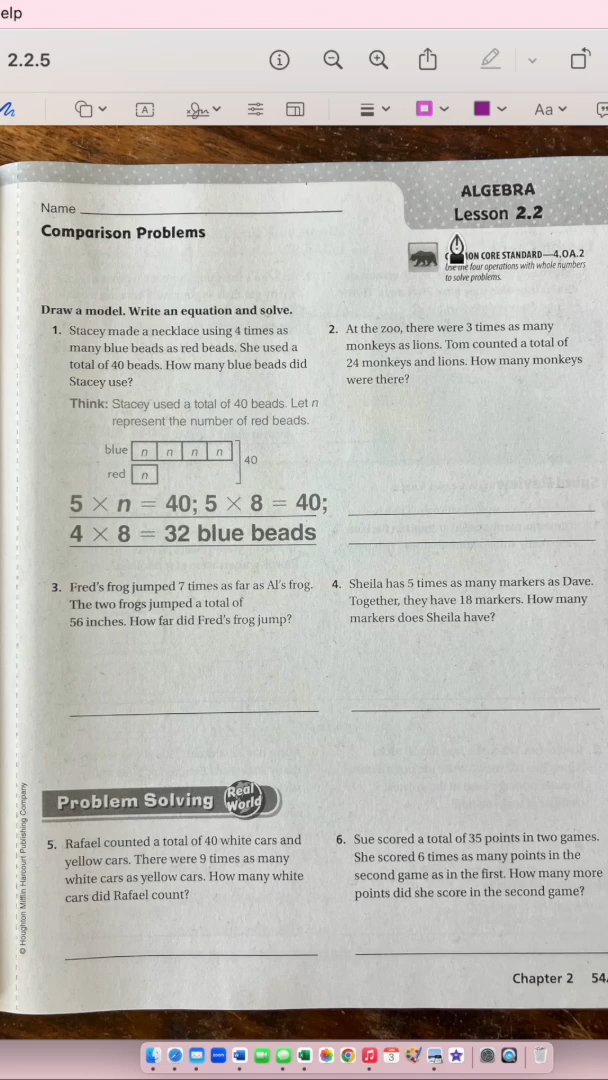 elp
2.2.5
A
Aa
ALGEBRA
Lesson 2.2
Name
Comparison Problems
ION CORE STANDARD—4.OA.2
Use the four operations with whole numbers
to solve problems.
Draw a model. Write an equation and solve.
1. Stacey made a necklace using 4 times as
many blue beads as red beads. She used a
total of 40 beads. How many blue beads did
Stacey use?
Think: Stacey used a total of 40 beads. Let n
represent the number of red beads.
blue n n n n
40
red n
5 × n = 40; 5 × 8 = 40;
4 × 8 = 32 blue beads
2. At the zoo, there were 3 times as many
monkeys as lions. Tom counted a total of
24 monkeys and lions. How many monkeys
were there?
3. Fred's frog jumped 7 times as far as Al's frog.
The two frogs jumped a total of
56 inches. How far did Fred's frog jump?
4. Sheila has 5 times as many markers as Dave.
Together, they have 18 markers. How many
markers does Sheila have?
Problem Solving Real World
5. Rafael counted a total of 40 white cars and
yellow cars. There were 9 times as many
white cars as yellow cars. How many white
cars did Rafael count?
6. Sue scored a total of 35 points in two games.
She scored 6 times as many points in the
second game as in the first. How many more
points did she score in the second game?
© Houghton Mifflin Harcourt Publishing Company
Chapter 2 54
zoom
3